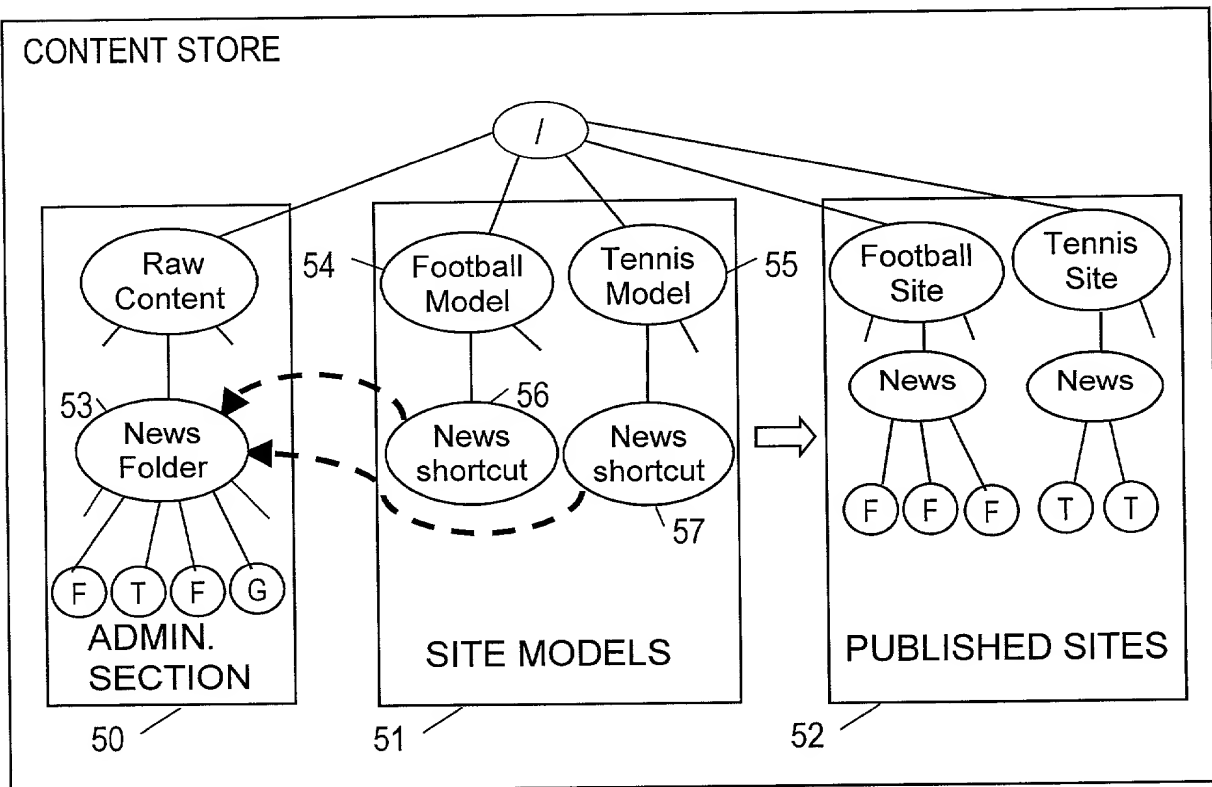 CONTENT STORE
/
Raw
Content
54
Football
Model
Tennis
Model
55
Football
Site
Tennis
Site
53
News
Folder
56
News
shortcut
News
shortcut
57
News
News
F
F
F
T
T
F
T
F
G
ADMIN.
SECTION
SITE MODELS
PUBLISHED SITES
50
51
52